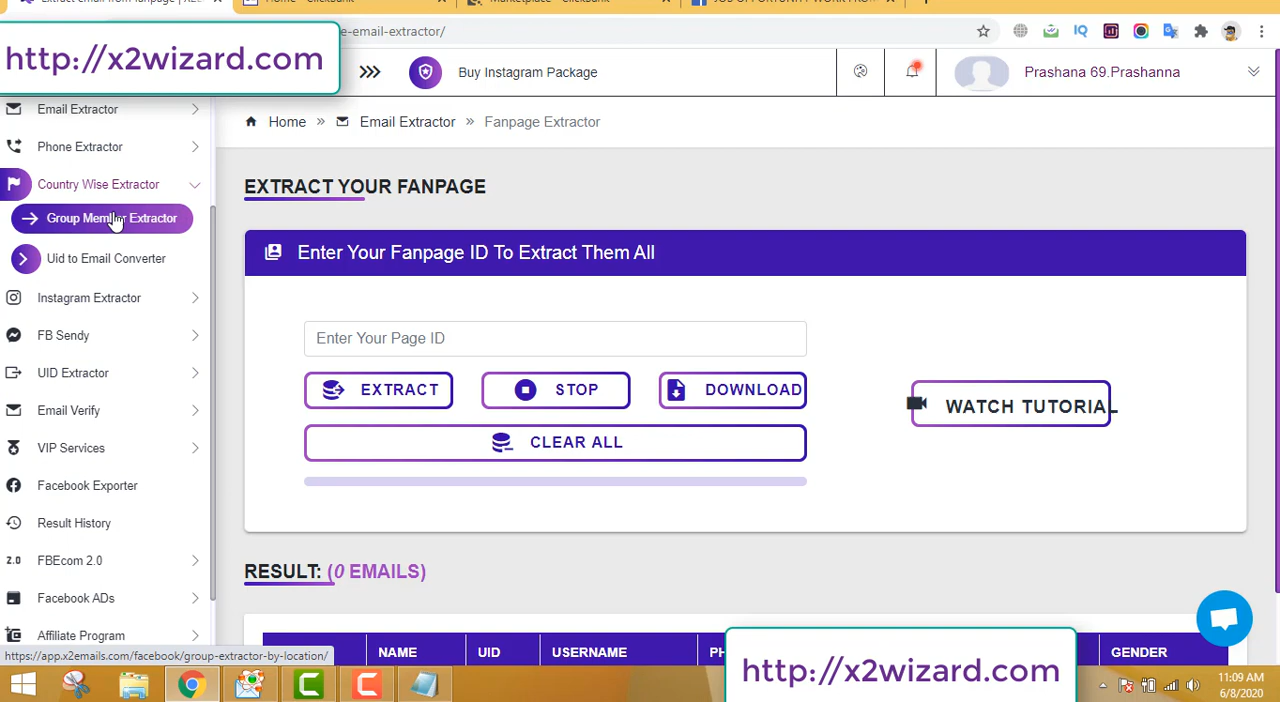 http://x2wizard.com
e-email-extractor/
Buy Instagram Package
Prashana 69.Prashanna
Email Extractor
Phone Extractor
Country Wise Extractor
Group Member Extractor
Uid to Email Converter
Instagram Extractor
FB Sendy
UID Extractor
Email Verify
VIP Services
Facebook Exporter
Result History
2.0 FBEcom 2.0
Facebook ADs
Affiliate Program
https://app.x2emails.com/facebook/group-extractor-by-location/
Home » Email Extractor » Fanpage Extractor
EXTRACT YOUR FANPAGE
Enter Your Fanpage ID To Extract Them All
Enter Your Page ID
EXTRACT
STOP
DOWNLOAD
CLEAR ALL
WATCH TUTORIAL
RESULT: (0 EMAILS)
NAME
UID
USERNAME
PH
GENDER
http://x2wizard.com
11:09 AM
6/8/2020